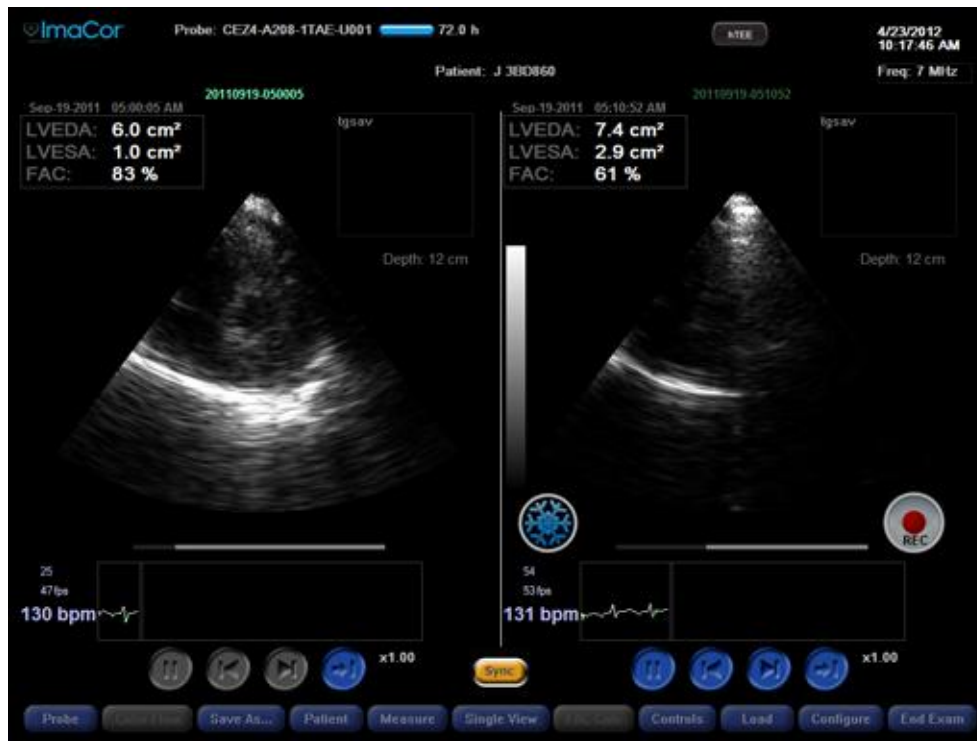 ImaCor Probe: CEZ4-A208-1TAE-U001 72.0 h hTEE 4/23/2012
10:17:46 AM
Patient: J 3BD860 Freq: 7 MHz
20110919-050005
Sep-19-2011 05:00:05 AM
LVEDA: 6.0 cm²
LVESA: 1.0 cm²
FAC: 83 %
tgsav
Depth: 12 cm
20110919-051052
Sep-19-2011 05:10:52 AM
LVEDA: 7.4 cm²
LVESA: 2.9 cm²
FAC: 61 %
tgsav
Depth: 12 cm
REC
25
47 fps
130 bpm
x1.00
54
53 fps
131 bpm
x1.00
Sync
Probe Save As... Patient Measure Single View Controls Load Configure End Exam